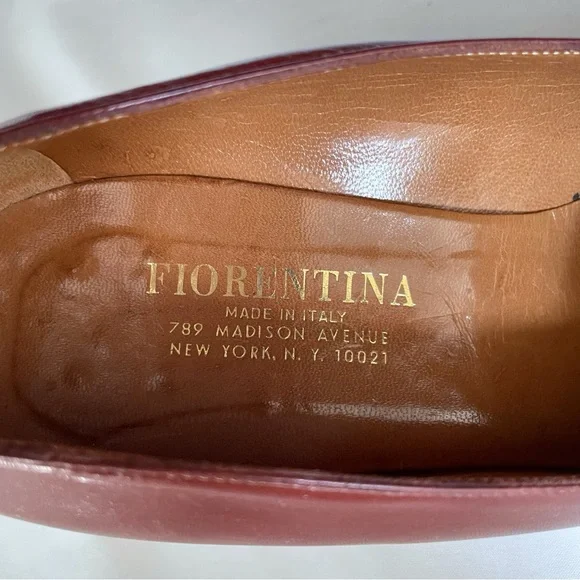 FIORENTINA
MADE IN ITALY
789 MADISON AVENUE
NEW YORK, N. Y. 10021